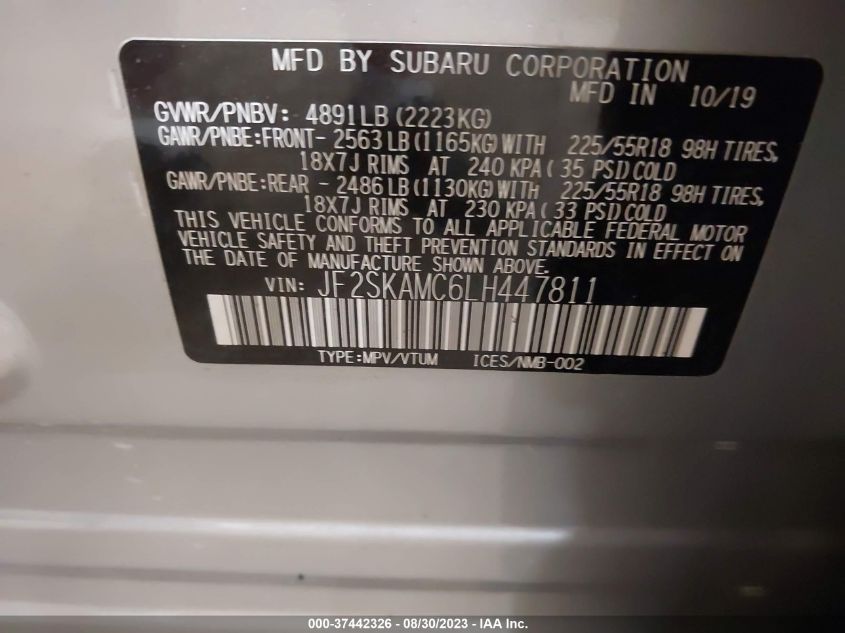 MFD BY SUBARU CORPORATION
MFD IN 10/19
GVWR/PNBV: 4891LB(2223KG)
GAWR/PNBE:FRONT- 2563LB(1165KG)WITH 225/55R18 98H TIRES,
18X7J RIMS AT 240 KPA( 35 PSI)COLD
GAWR/PNBE:REAR - 2486LB(1130KG)WITH 225/55R18 98H TIRES,
18X7J RIMS AT 230 KPA( 33 PSI)COLD
THIS VEHICLE CONFORMS TO ALL APPLICABLE FEDERAL MOTOR
VEHICLE SAFETY AND THEFT PREVENTION STANDARDS IN EFFECT ON
THE DATE OF MANUFACTURE SHOWN ABOVE.
VIN: JF2SKAMC6LH447811
TYPE:MPV/VTUM ICES/NMB-002
000-37442326 - 08/30/2023 - IAA Inc.